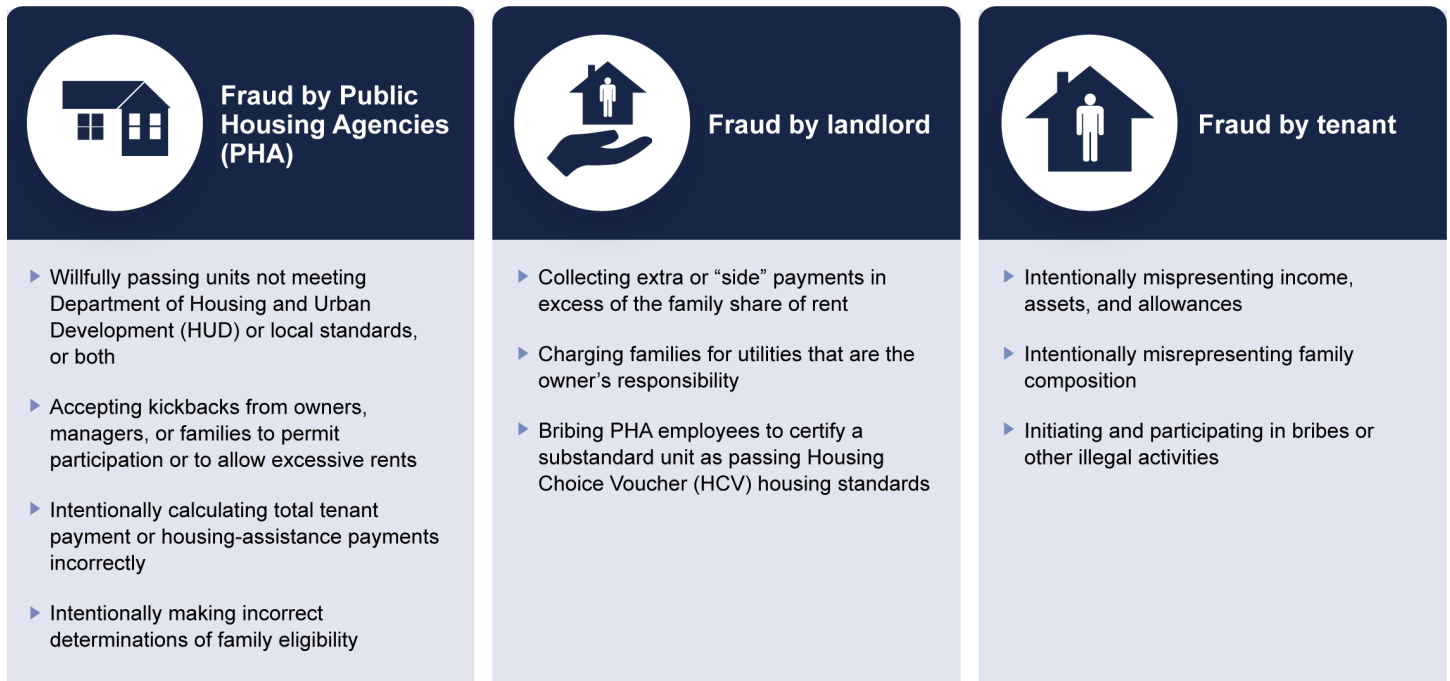 Fraud by Public
Housing Agencies
(PHA)
Willfully passing units not meeting
Department of Housing and Urban
Development (HUD) or local standards,
or both
Accepting kickbacks from owners,
managers, or families to permit
participation or to allow excessive rents
Intentionally calculating total tenant
payment or housing-assistance payments
incorrectly
Intentionally making incorrect
determinations of family eligibility
Fraud by landlord
Collecting extra or “side” payments in
excess of the family share of rent
Charging families for utilities that are the
owner’s responsibility
Bribing PHA employees to certify a
substandard unit as passing Housing
Choice Voucher (HCV) housing standards
Fraud by tenant
Intentionally mispresenting income,
assets, and allowances
Intentionally misrepresenting family
composition
Initiating and participating in bribes or
other illegal activities